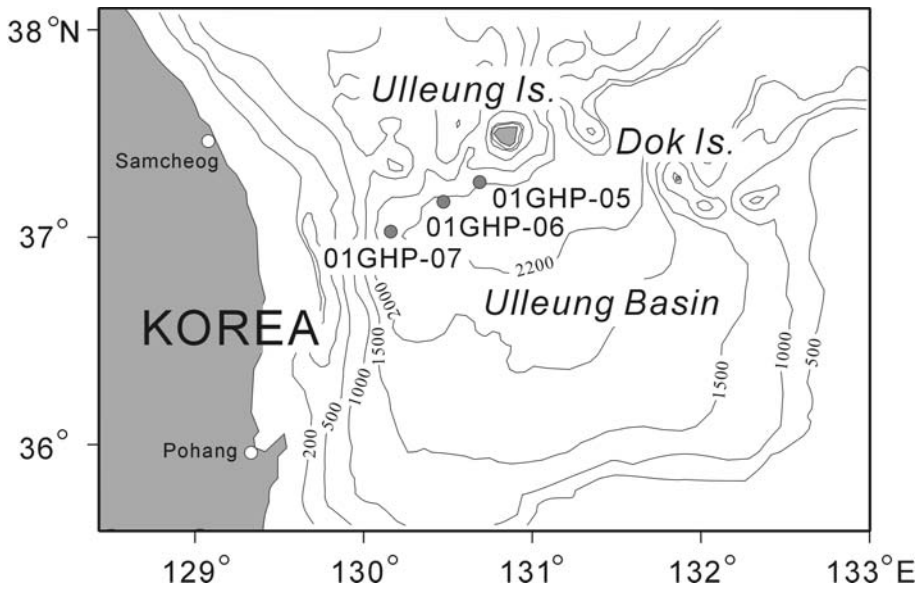 38°N
Ulleung Is.
Dok Is.
Samcheog
01GHP-05
01GHP-06
37°
01GHP-07
2200
2000
Ulleung Basin
KOREA
1500
1000
500
1500
1000
500
200
36°
Pohang
129°
130°
131°
132°
133°E